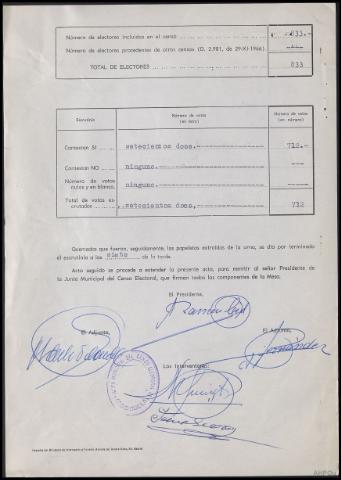 Número de electores incluidos en el censo ... 833.-
Número de electores procedentes de otros censos (D. 2.981, de 29-XI-1966).
TOTAL DE ELECTORES ... 833
Número de votos
(en letra)
Número de votos
(en número)
Contestan SI ... setecientos doce.- 712.-
Contestan NO ... ninguno.-
Número de votos
nulos y en blanco. ninguno.-
Total de votos es-
crutados ... setecientos doce, 712
Quemadas que fueron, seguidamente, las papeletas extraídas de la urna, se dio por terminado
el escrutinio a las de la tarde.
Acto seguido se procede a extender la presente acta, para remitir al señor Presidente de
la Junta Municipal del Censo Electoral, que firman todos los componentes de la Mesa.
El Presidente,
El Adjunto,
El Adjunto,
Los Interventores,